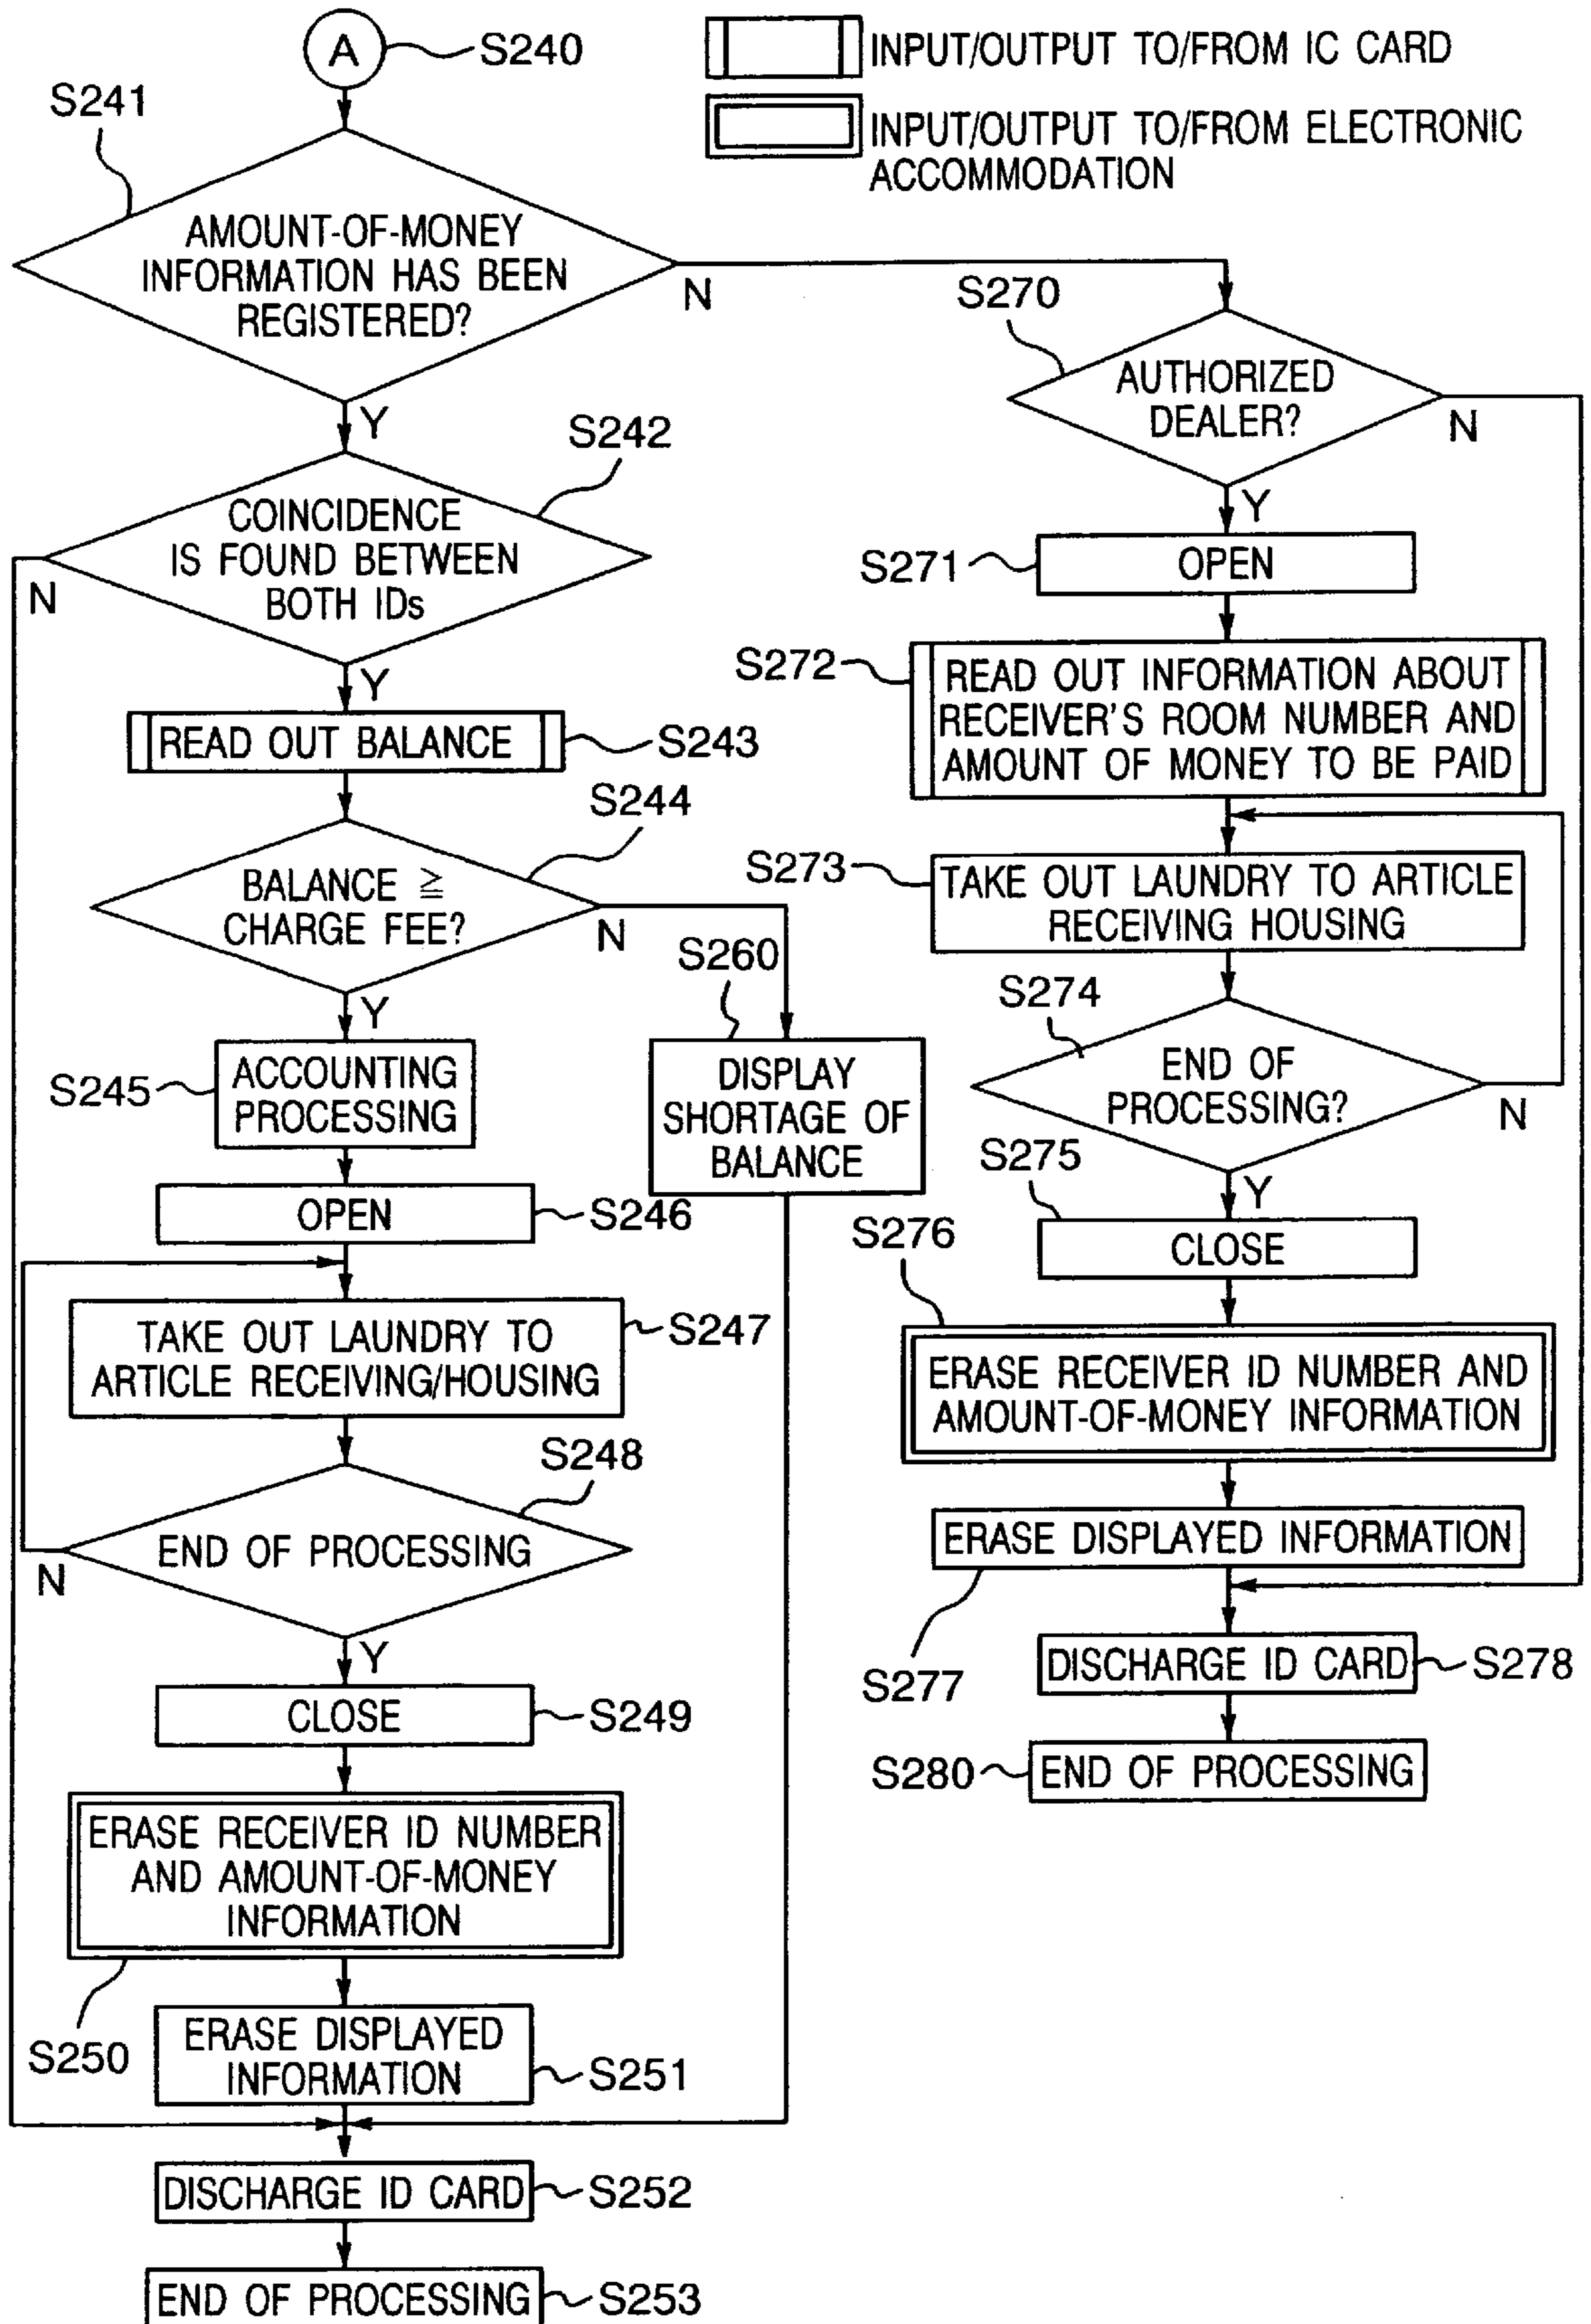 A
S240
INPUT/OUTPUT TO/FROM IC CARD
INPUT/OUTPUT TO/FROM ELECTRONIC
ACCOMMODATION
S241
AMOUNT-OF-MONEY
INFORMATION HAS BEEN
REGISTERED?
N
Y
S242
COINCIDENCE
IS FOUND BETWEEN
BOTH IDs
N
Y
READ OUT BALANCE
S243
S244
BALANCE ≧
CHARGE FEE?
N
Y
S260
DISPLAY
SHORTAGE OF
BALANCE
S245
ACCOUNTING
PROCESSING
OPEN
S246
TAKE OUT LAUNDRY TO
ARTICLE RECEIVING/HOUSING
S247
S248
END OF PROCESSING
N
Y
CLOSE
S249
ERASE RECEIVER ID NUMBER
AND AMOUNT-OF-MONEY
INFORMATION
S250
ERASE DISPLAYED
INFORMATION
S251
DISCHARGE ID CARD
S252
END OF PROCESSING
S253
S270
AUTHORIZED
DEALER?
N
Y
S271
OPEN
S272
READ OUT INFORMATION ABOUT
RECEIVER'S ROOM NUMBER AND
AMOUNT OF MONEY TO BE PAID
S273
TAKE OUT LAUNDRY TO ARTICLE
RECEIVING HOUSING
S274
END OF
PROCESSING?
N
Y
S275
CLOSE
S276
ERASE RECEIVER ID NUMBER AND
AMOUNT-OF-MONEY INFORMATION
ERASE DISPLAYED INFORMATION
S277
DISCHARGE ID CARD
S278
S280
END OF PROCESSING